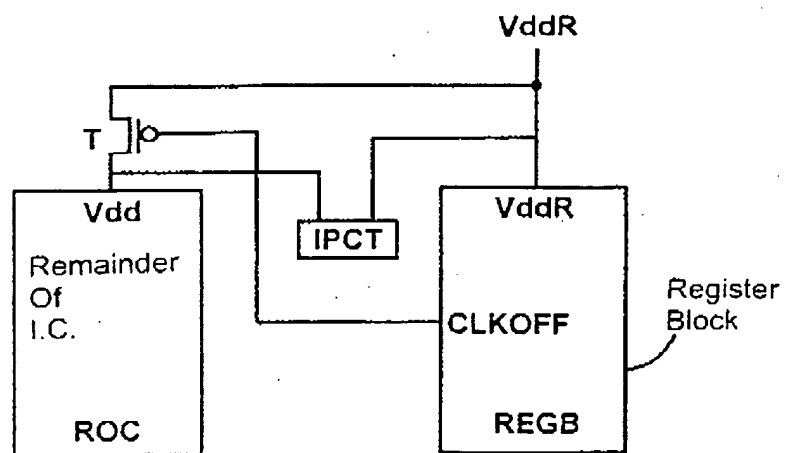 VddR
T
Vdd
IPCT
VddR
Remainder
Of
I.C.
CLKOFF
Register
Block
ROC
REGB